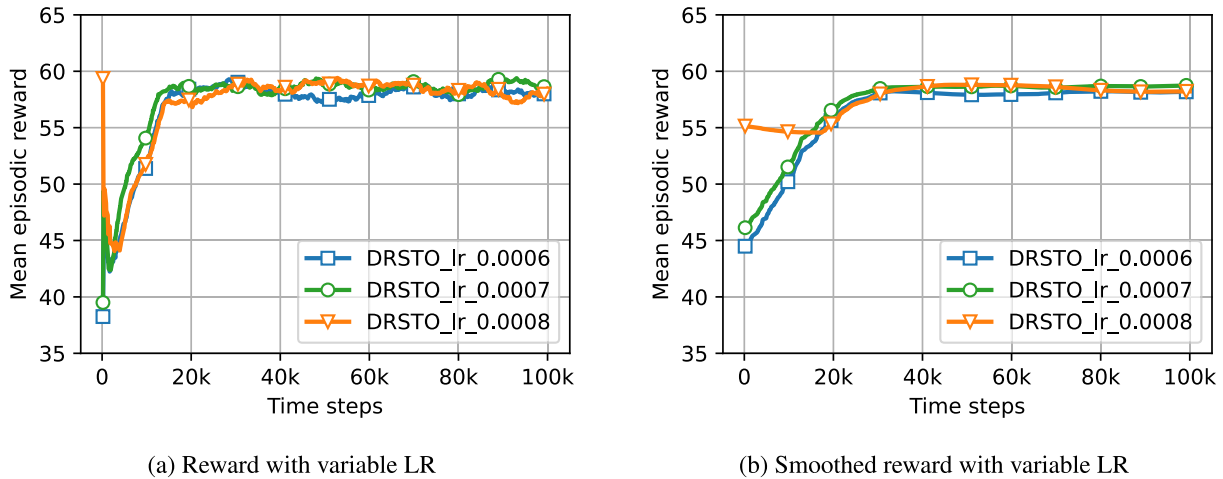 65
60
55
50
45
40
35
Mean episodic reward
0
20k
40k
60k
80k
100k
Time steps
DRSTO_lr_0.0006
DRSTO_lr_0.0007
DRSTO_lr_0.0008
(a) Reward with variable LR
65
60
55
50
45
40
35
Mean episodic reward
0
20k
40k
60k
80k
100k
Time steps
DRSTO_lr_0.0006
DRSTO_lr_0.0007
DRSTO_lr_0.0008
(b) Smoothed reward with variable LR